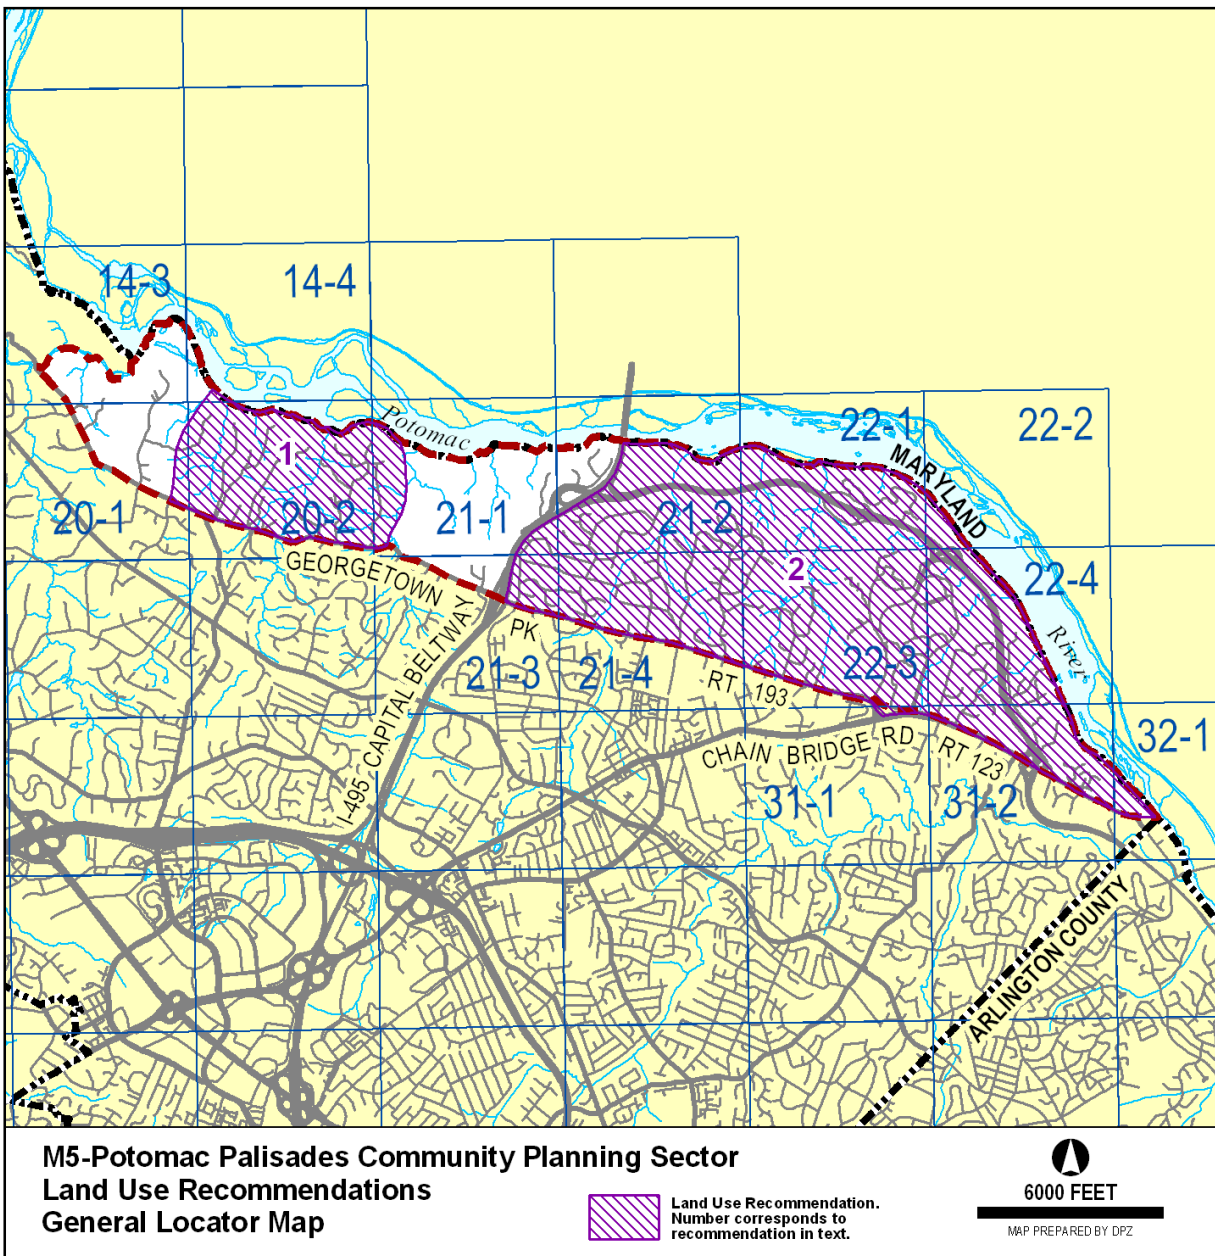 14-3
14-4
Potomac
22-1
22-2
MARYLAND
1
20-1
20-2
21-1
21-2
2
22-4
GEORGETOWN
PK
River
21-3
21-4
22-3
RT 193
I-495 CAPITAL BELTWAY
CHAIN BRIDGE RD
RT 123
32-1
31-1
31-2
ARLINGTON COUNTY
M5-Potomac Palisades Community Planning Sector
Land Use Recommendations
General Locator Map
Land Use Recommendation.
Number corresponds to
recommendation in text.
6000 FEET
MAP PREPARED BY DPZ